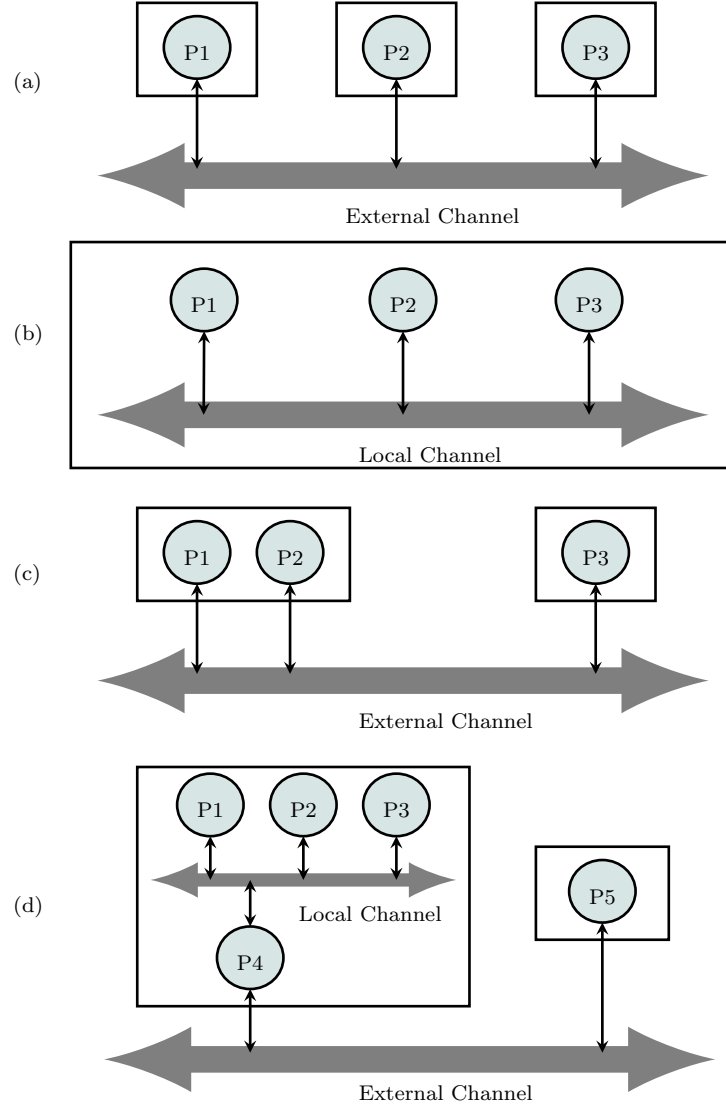 (a)
P1 P2 P3
External Channel
(b)
P1 P2 P3
Local Channel
(c)
P1 P2 P3
External Channel
(d)
P1 P2 P3
Local Channel
P5
P4
External Channel